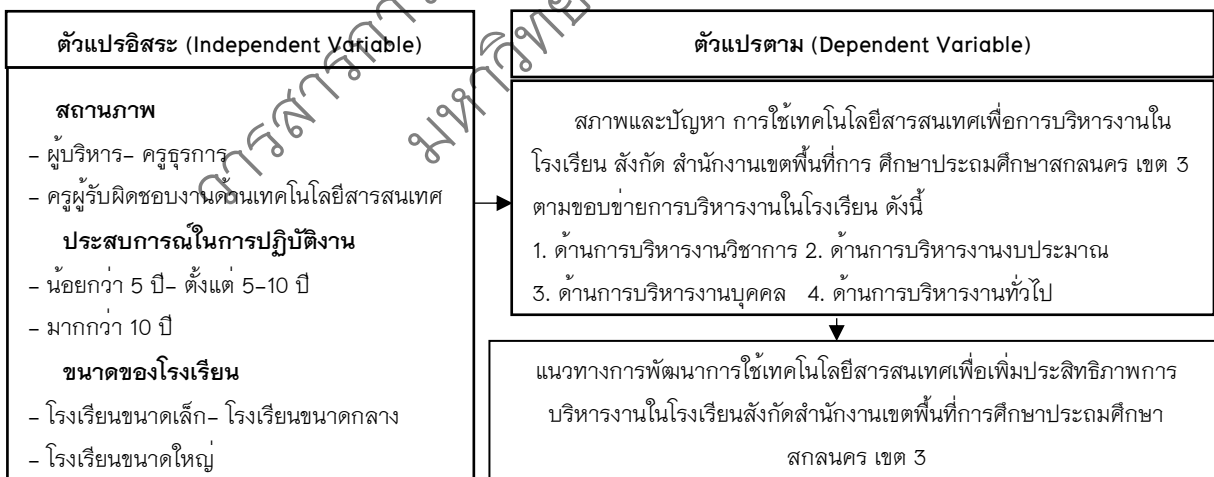 ตัวแปรอิสระ (Independent Variable)
สถานภาพ
– ผู้บริหาร– ครูธุรการ
– ครูผู้รับผิดชอบงานด้านเทคโนโลยีสารสนเทศ
ประสบการณ์ในการปฏิบัติงาน
– น้อยกว่า 5 ปี– ตั้งแต่ 5–10 ปี
– มากกว่า 10 ปี
ขนาดของโรงเรียน
– โรงเรียนขนาดเล็ก– โรงเรียนขนาดกลาง
– โรงเรียนขนาดใหญ่
ตัวแปรตาม (Dependent Variable)
สภาพและปัญหา การใช้เทคโนโลยีสารสนเทศเพื่อการบริหารงานใน
โรงเรียน สังกัด สำนักงานเขตพื้นที่การ ศึกษาประถมศึกษาสกลนคร เขต 3
ตามขอบข่ายการบริหารงานในโรงเรียน ดังนี้
1. ด้านการบริหารงานวิชาการ 2. ด้านการบริหารงานงบประมาณ
3. ด้านการบริหารงานบุคคล 4. ด้านการบริหารงานทั่วไป
แนวทางการพัฒนาการใช้เทคโนโลยีสารสนเทศเพื่อเพิ่มประสิทธิภาพการ
บริหารงานในโรงเรียนสังกัดสำนักงานเขตพื้นที่การศึกษาประถมศึกษา
สกลนคร เขต 3